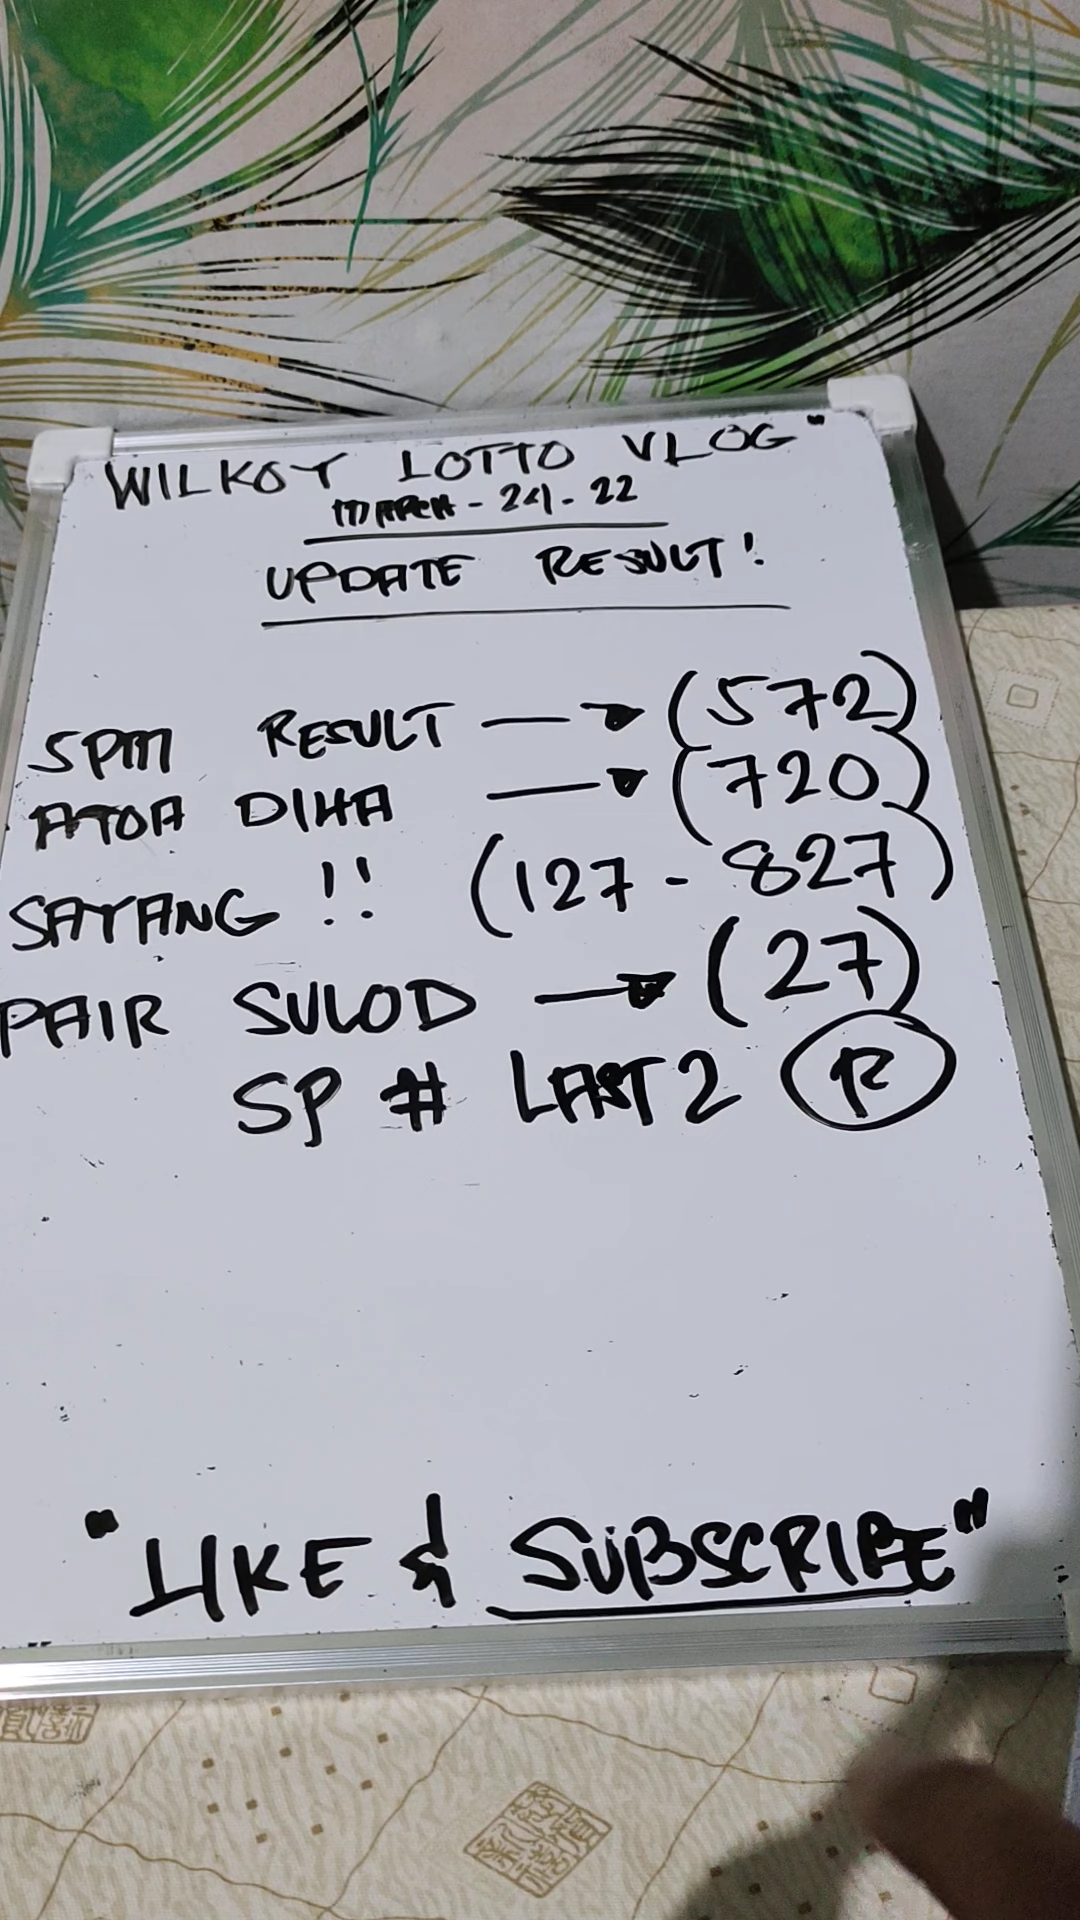 WILKOY LOTTO VLOG"
MARCH - 24 - 22
UPDATE RESULT!
5PM RESULT → (572)
ATOA DIHA → (720)
SAYANG !! (127 - 827)
PAIR SULOD → (27)
SP # LAST 2 R
"LIKE & SUBSCRIBE"